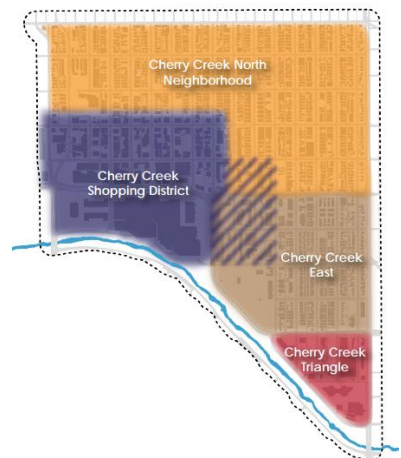 Cherry Creek North
Neighborhood
Cherry Creek
Shopping District
Cherry Creek
East
Cherry Creek
Triangle